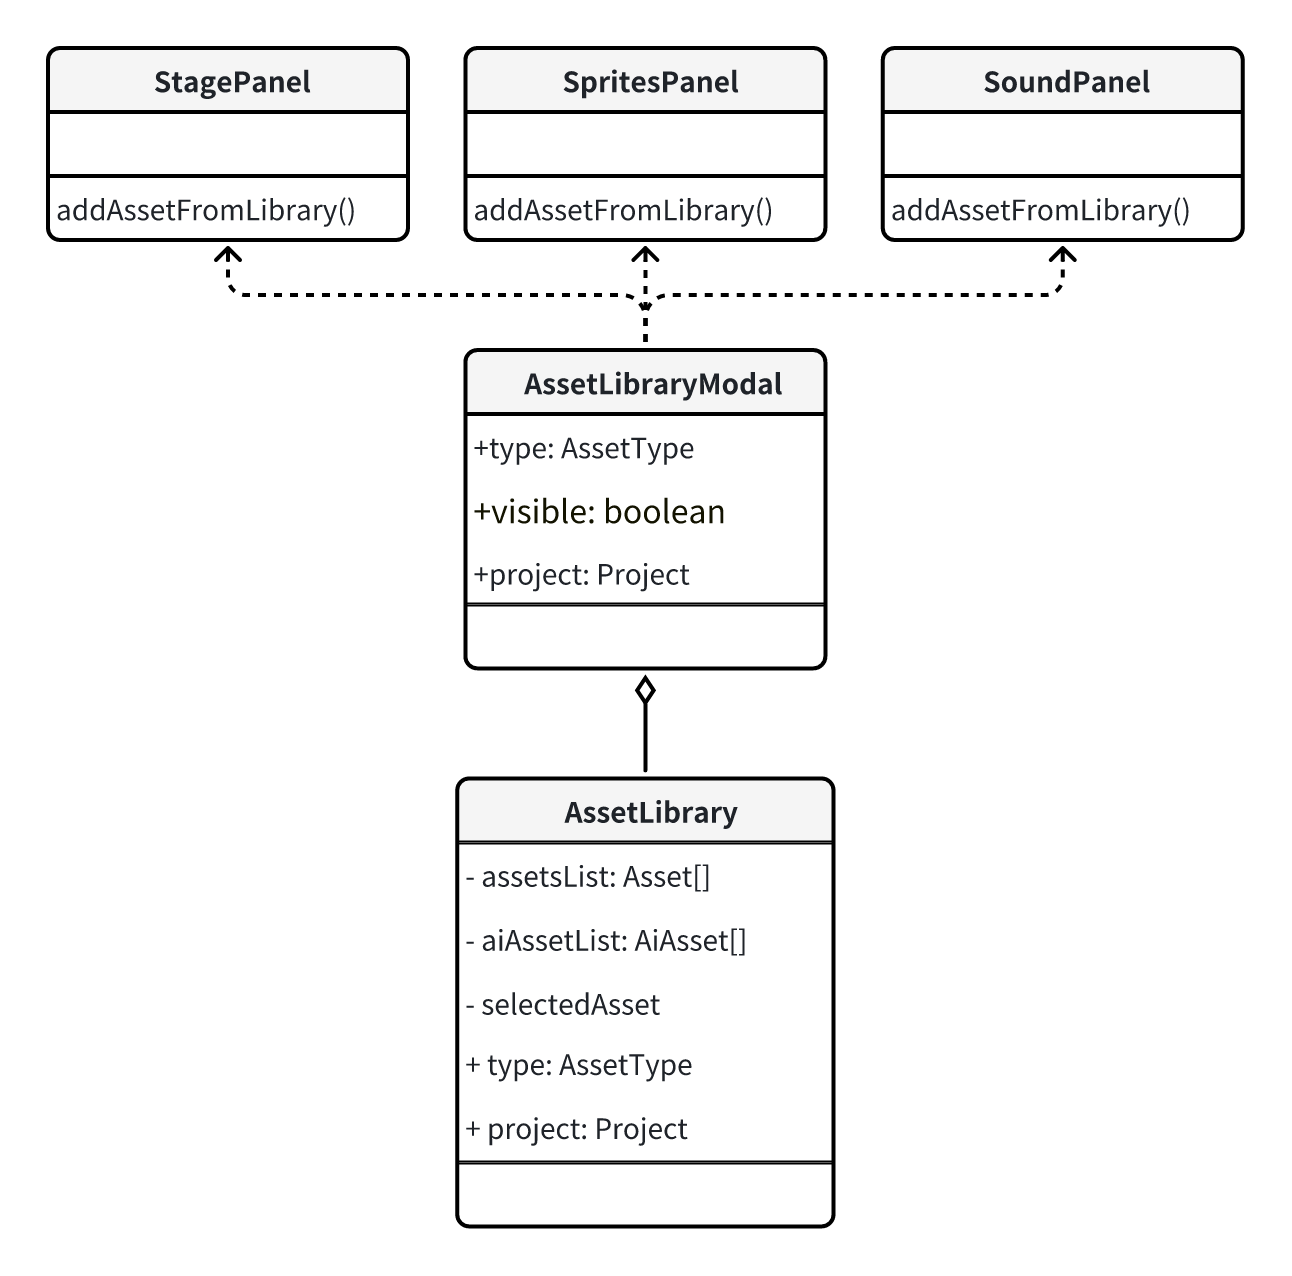 StagePanel
addAssetFromLibrary()
SpritesPanel
addAssetFromLibrary()
SoundPanel
addAssetFromLibrary()
AssetLibraryModal
+type: AssetType
+visible: boolean
+project: Project
AssetLibrary
- assetsList: Asset[]
- aiAssetList: AiAsset[]
- selectedAsset
+ type: AssetType
+ project: Project